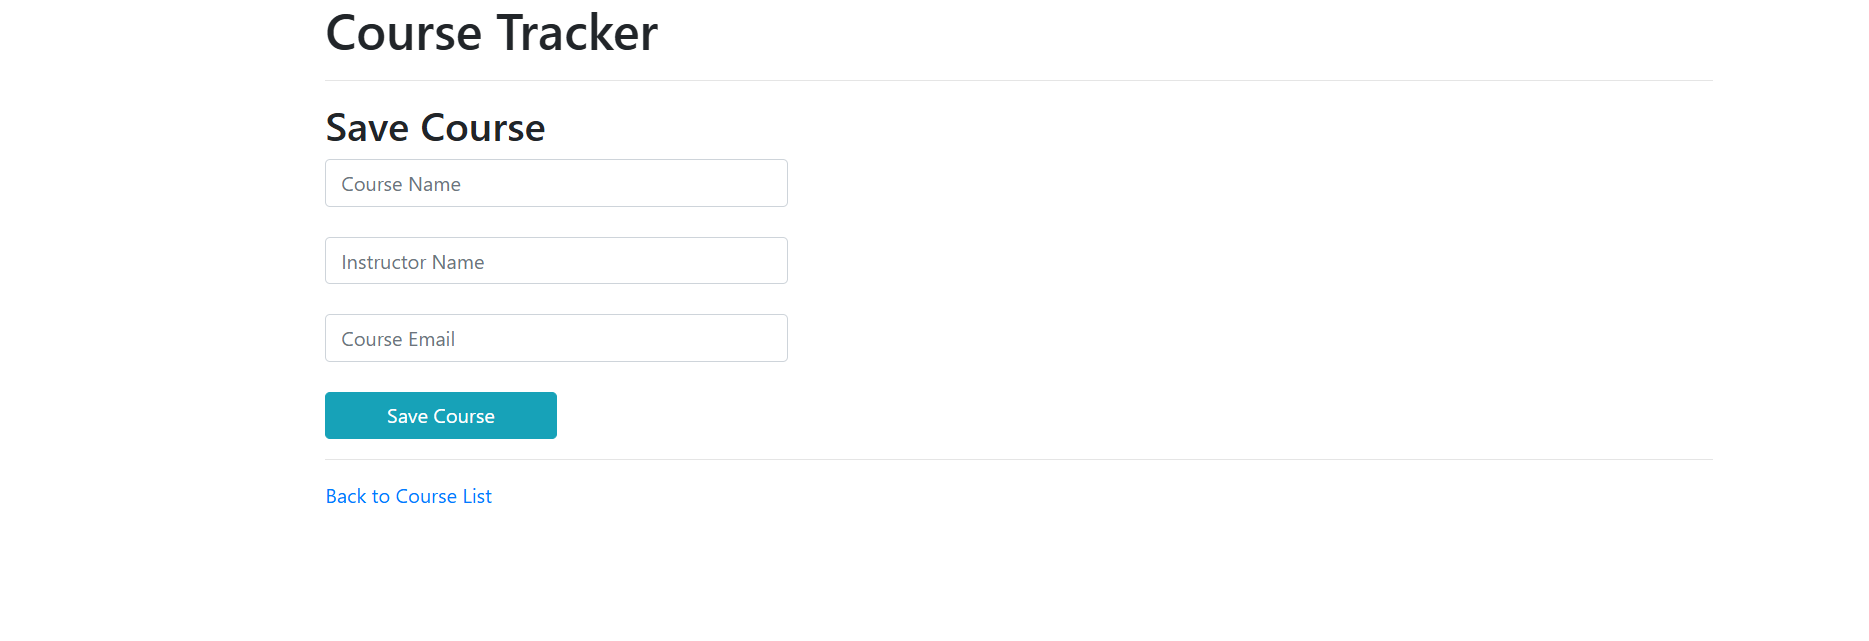 Course Tracker
Save Course
Course Name
Instructor Name
Course Email
Save Course
Back to Course List